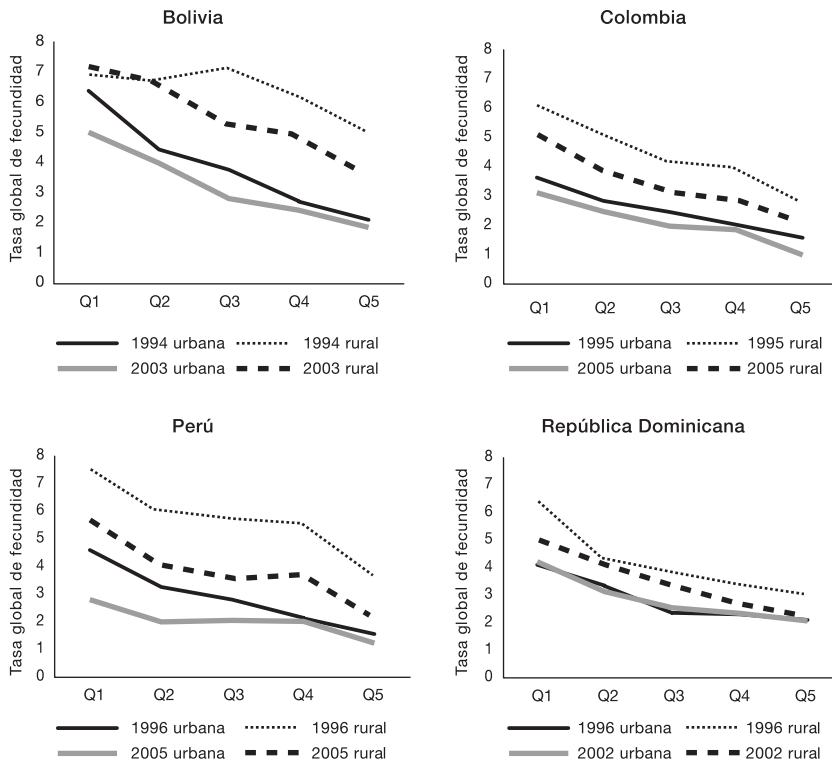 Bolivia
Tasa global de fecundidad
8
7
6
5
4
3
2
1
0
Q1 Q2 Q3 Q4 Q5
1994 urbana 1994 rural
2003 urbana 2003 rural
Colombia
Tasa global de fecundidad
8
7
6
5
4
3
2
1
0
Q1 Q2 Q3 Q4 Q5
1995 urbana 1995 rural
2005 urbana 2005 rural
Perú
Tasa global de fecundidad
8
7
6
5
4
3
2
1
0
Q1 Q2 Q3 Q4 Q5
1996 urbana 1996 rural
2005 urbana 2005 rural
República Dominicana
Tasa global de fecundidad
8
7
6
5
4
3
2
1
0
Q1 Q2 Q3 Q4 Q5
1996 urbana 1996 rural
2002 urbana 2002 rural